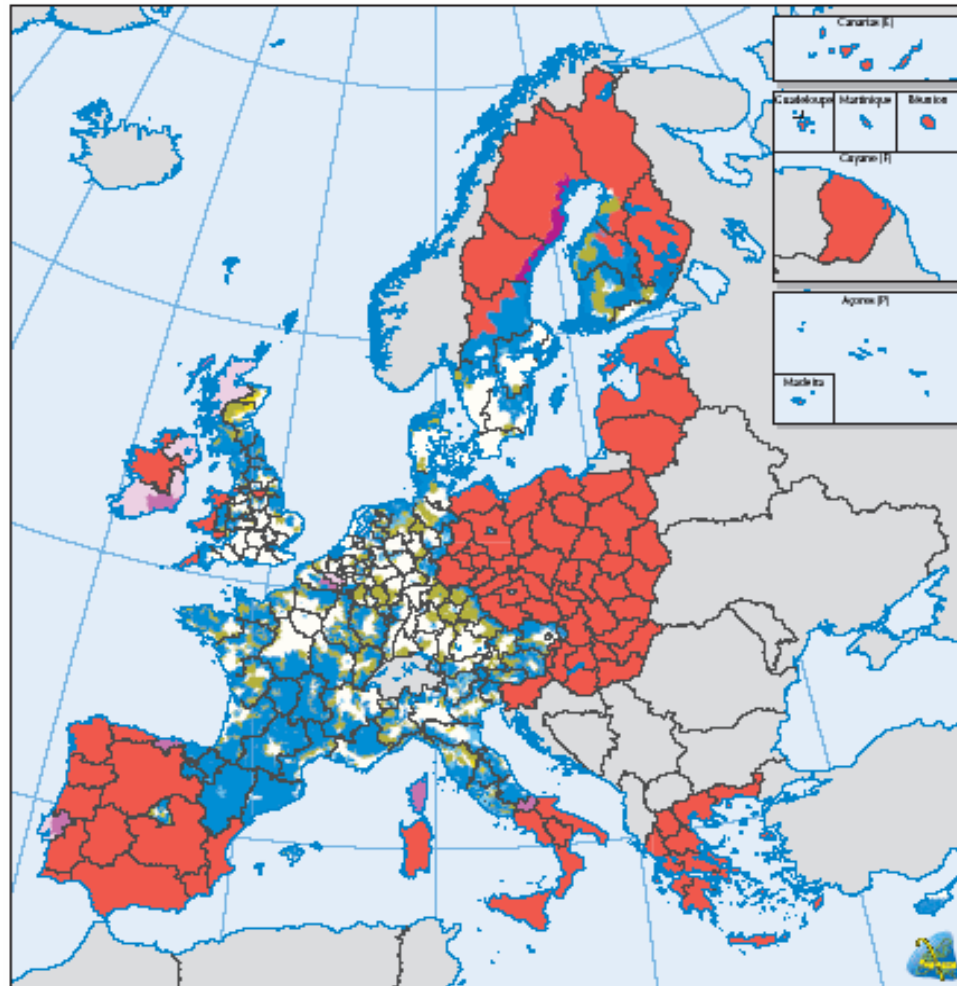 Canarias (E)
Guadeloupe Martinique Réunion
Guyane (F)
Açores (P)
Madeira